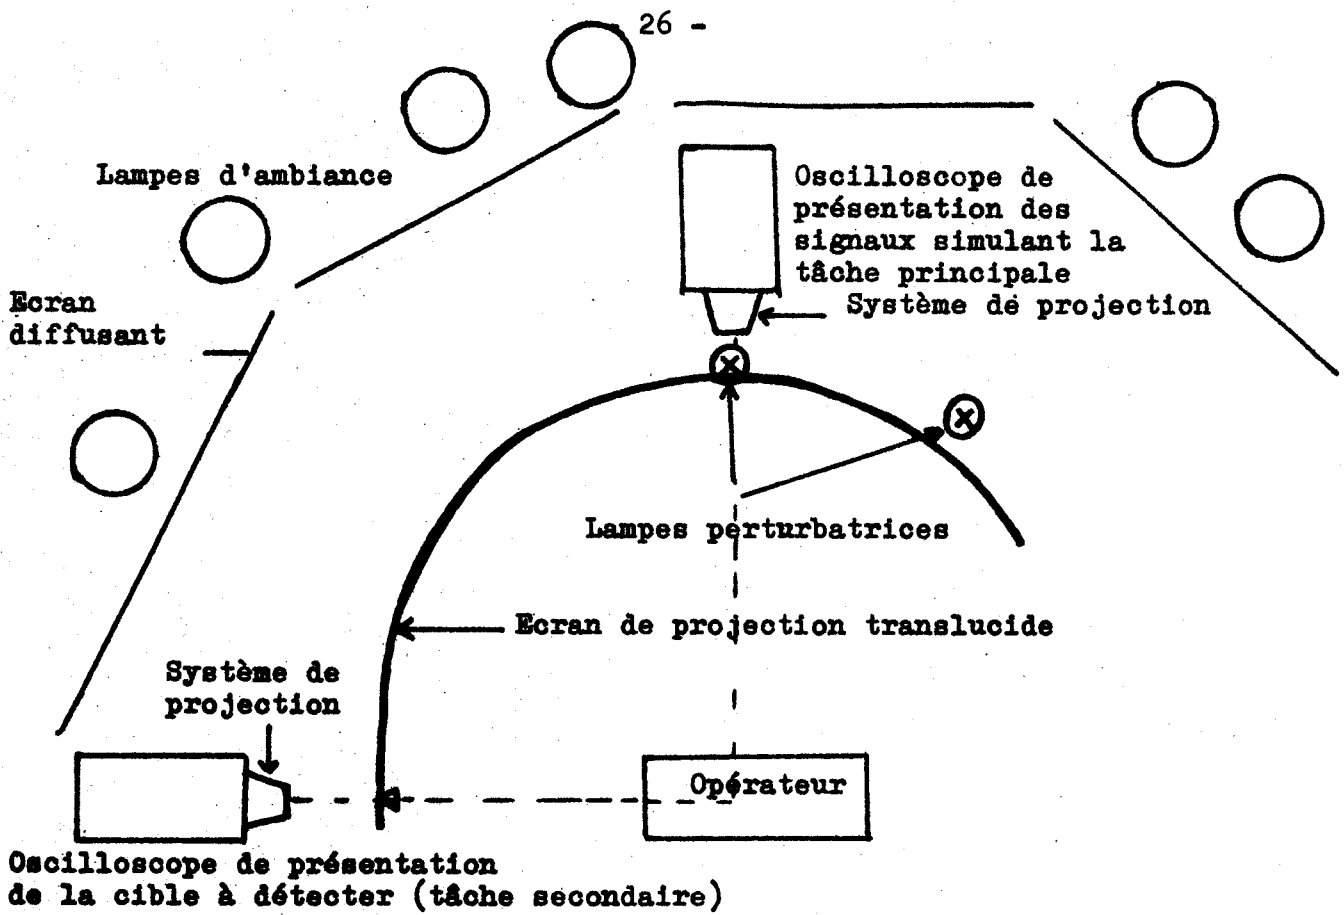 26 -
Lampes d'ambiance
Oscilloscope de
présentation des
signaux simulant la
tâche principale
Système de projection
Ecran
diffusant
Lampes perturbatrices
Ecran de projection translucide
Système de
projection
Opérateur
Oscilloscope de présentation
de la cible à détecter (tâche secondaire)